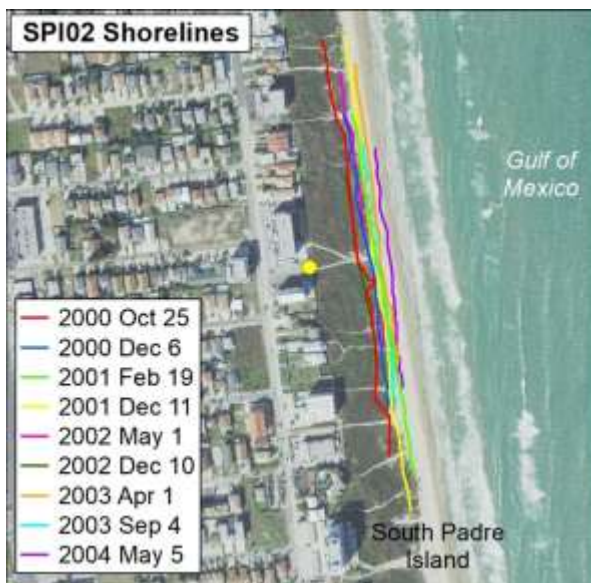 SPI02 Shorelines
Gulf of
Mexico
2000 Oct 25
2000 Dec 6
2001 Feb 19
2001 Dec 11
2002 May 1
2002 Dec 10
2003 Apr 1
2003 Sep 4
2004 May 5
South Padre
Island